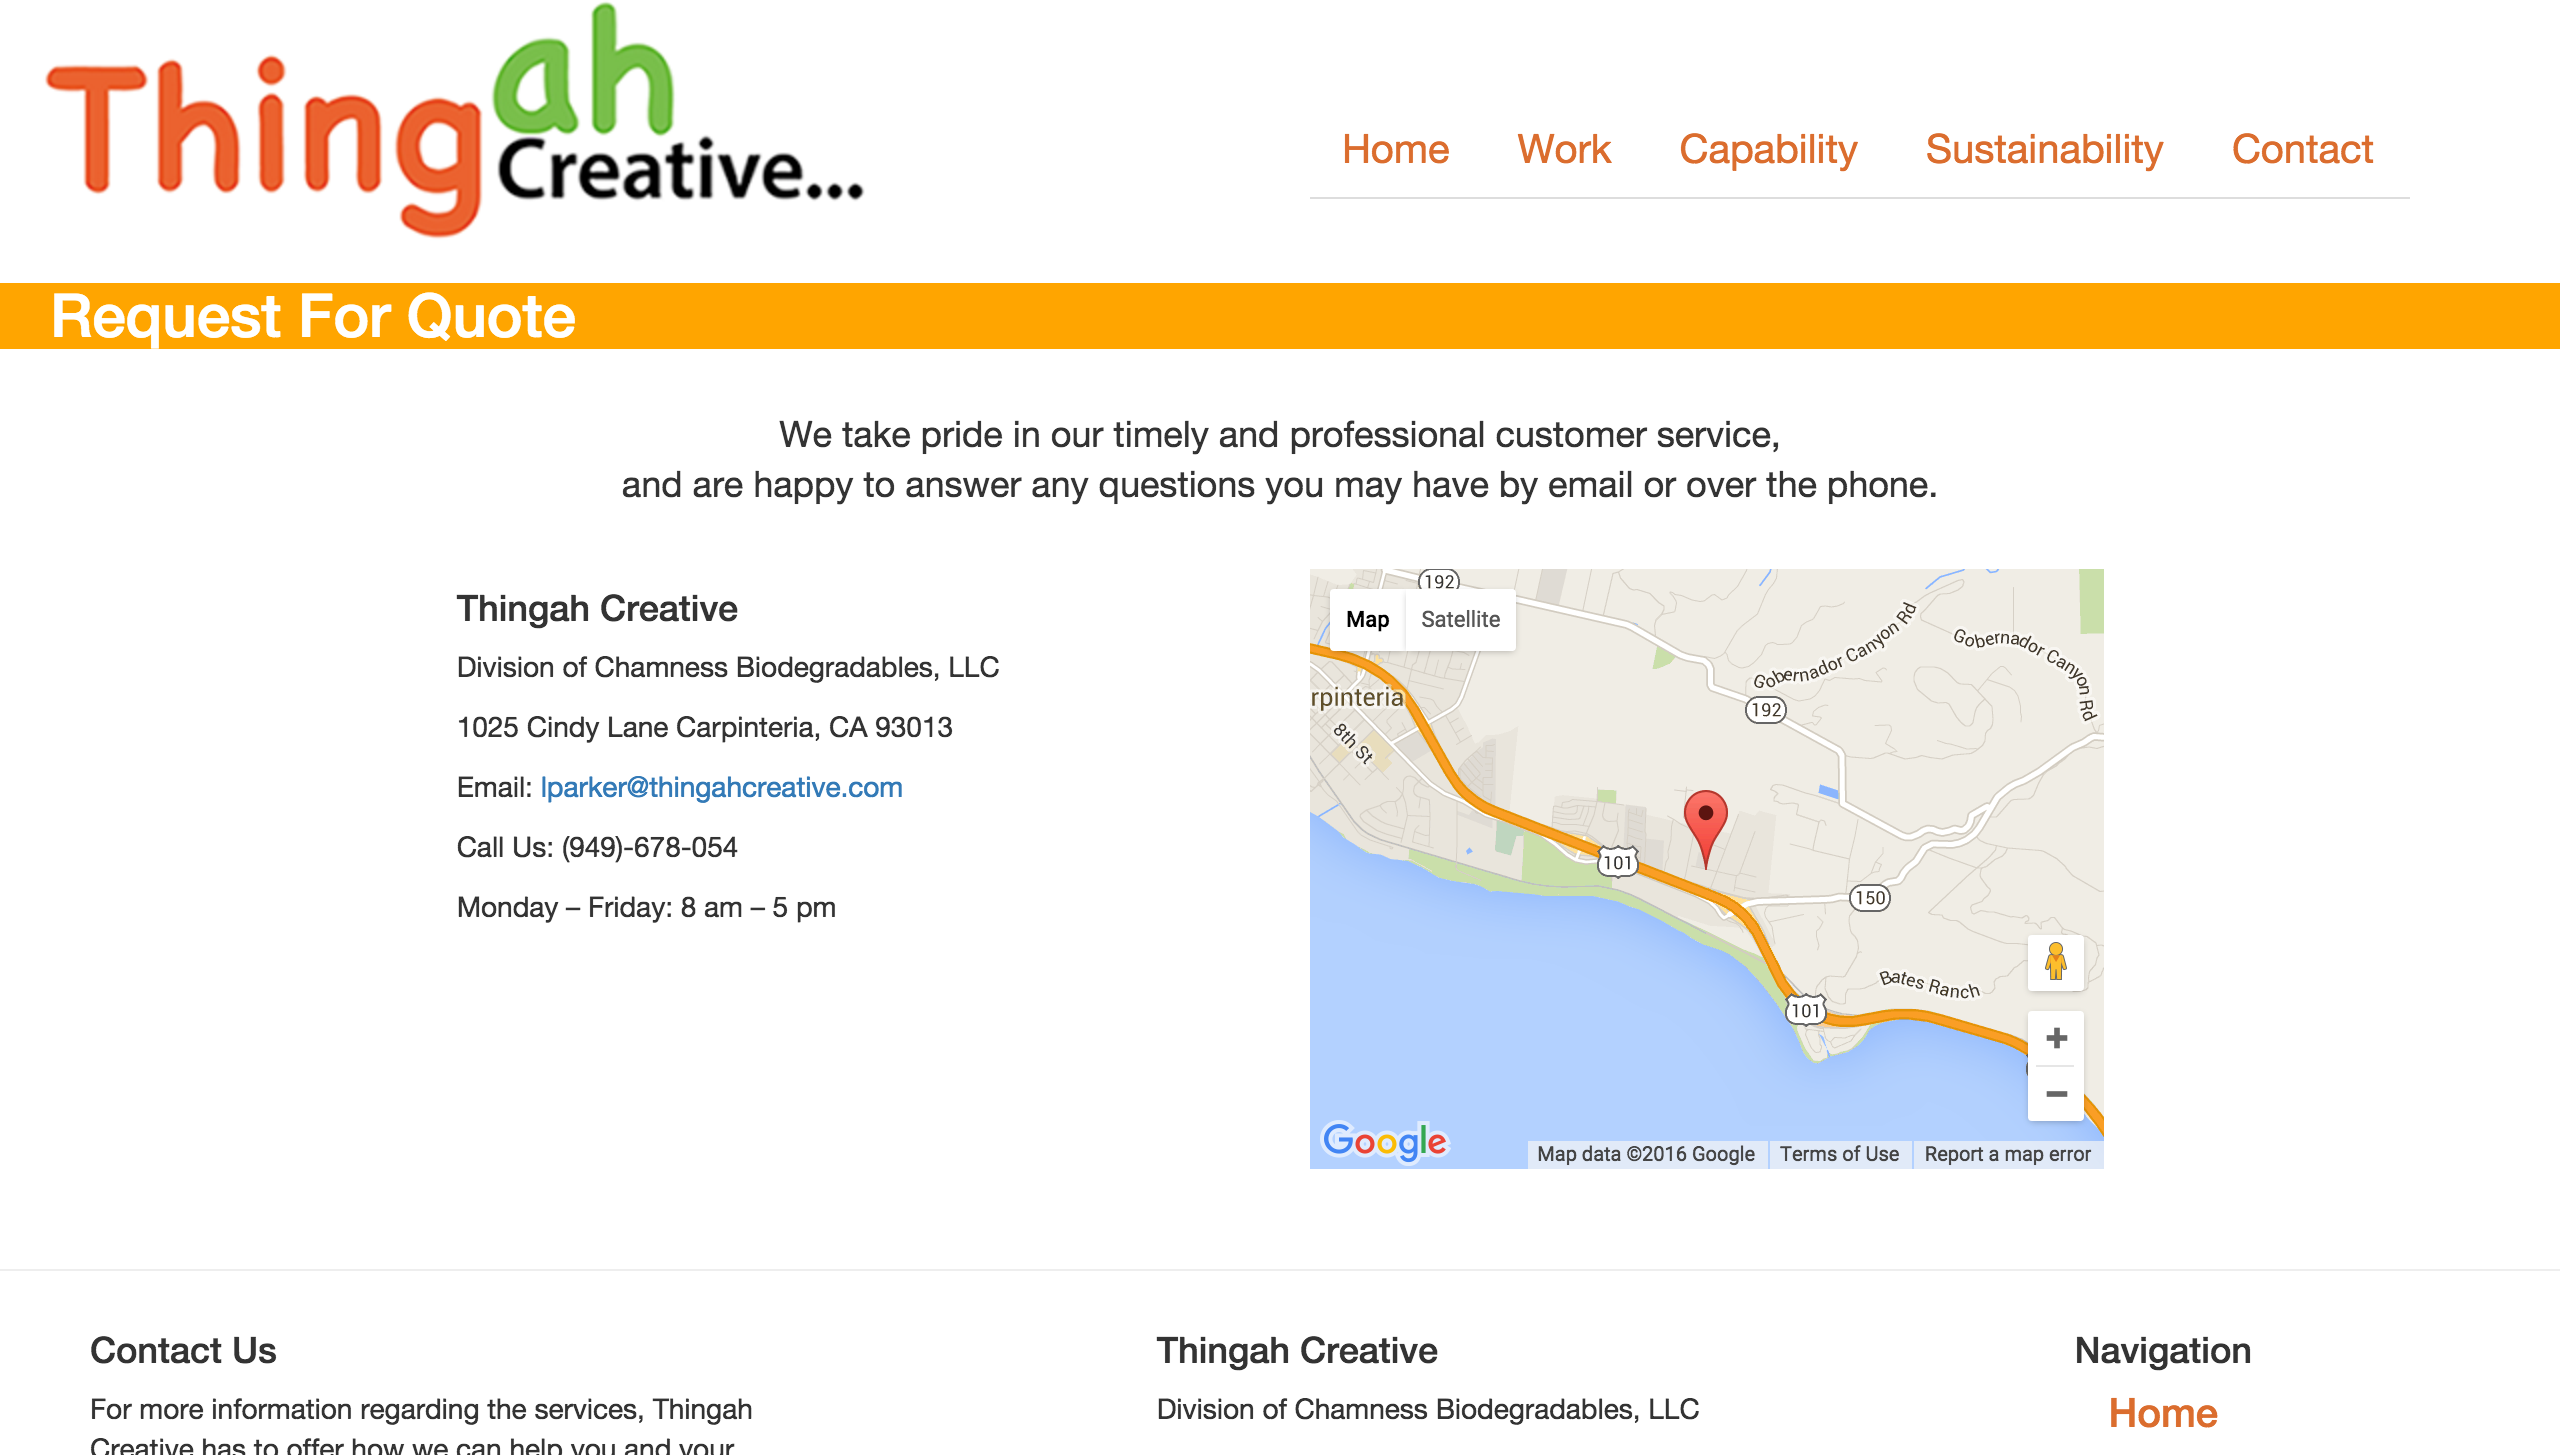 Thingah
Creative...
Home Work Capability Sustainability Contact
Request For Quote
We take pride in our timely and professional customer service,
and are happy to answer any questions you may have by email or over the phone.
Thingah Creative
Division of Chamness Biodegradables, LLC
1025 Cindy Lane Carpinteria, CA 93013
Email: lparker@thingahcreative.com
Call Us: (949)-678-054
Monday – Friday: 8 am – 5 pm
192
Map Satellite
Gobernador Canyon Rd
Gobernador Canyon Rd
rpinteria
192
8th St
101
150
Bates Ranch
101
Google
Map data ©2016 Google Terms of Use Report a map error
Contact Us
For more information regarding the services, Thingah
Creative has to offer how we can help you and your
Thingah Creative
Division of Chamness Biodegradables, LLC
Navigation
Home